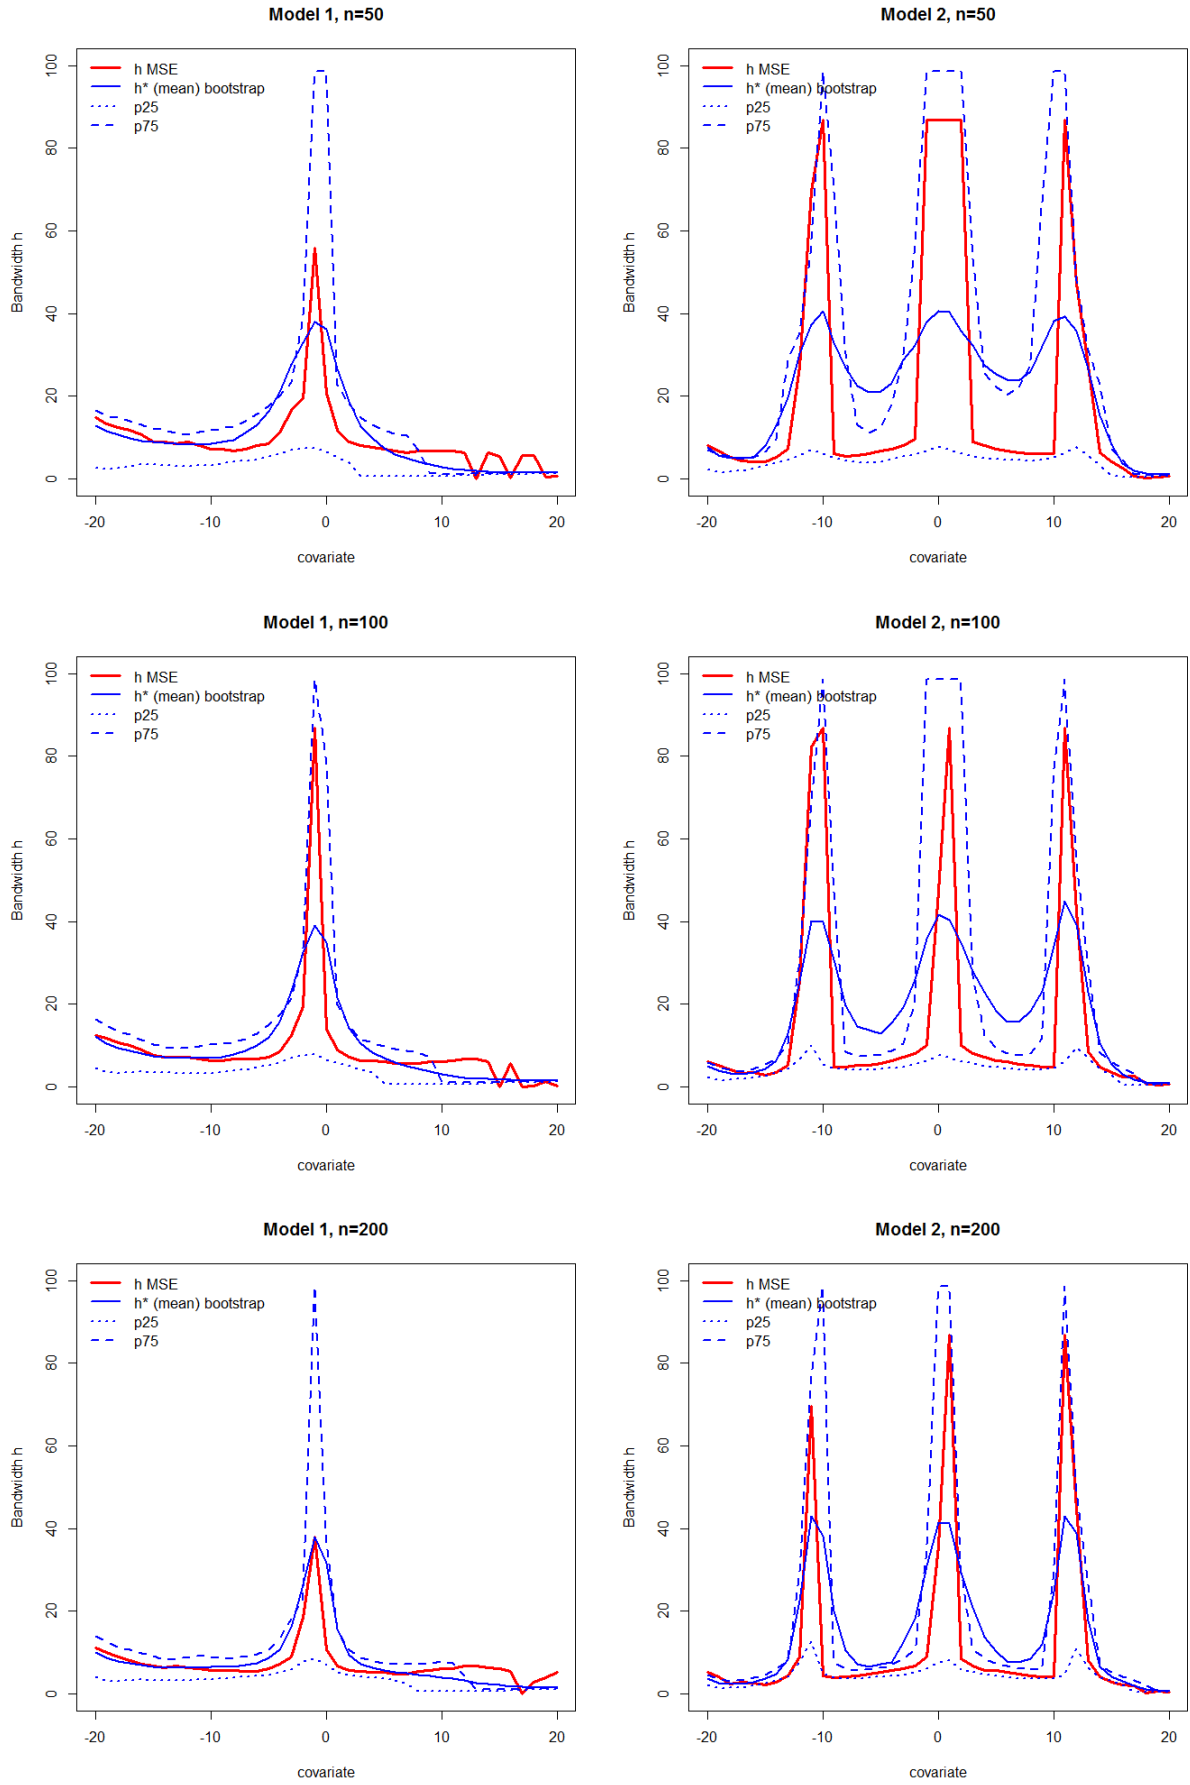 Model 1, n=50
h MSE
h* (mean) bootstrap
p25
p75
Bandwidth h
0 20 40 60 80 100
-20 -10 0 10 20
covariate
Model 2, n=50
h MSE
h* (mean) bootstrap
p25
p75
Bandwidth h
0 20 40 60 80 100
-20 -10 0 10 20
covariate
Model 1, n=100
h MSE
h* (mean) bootstrap
p25
p75
Bandwidth h
0 20 40 60 80 100
-20 -10 0 10 20
covariate
Model 2, n=100
h MSE
h* (mean) bootstrap
p25
p75
Bandwidth h
0 20 40 60 80 100
-20 -10 0 10 20
covariate
Model 1, n=200
h MSE
h* (mean) bootstrap
p25
p75
Bandwidth h
0 20 40 60 80 100
-20 -10 0 10 20
covariate
Model 2, n=200
h MSE
h* (mean) bootstrap
p25
p75
Bandwidth h
0 20 40 60 80 100
-20 -10 0 10 20
covariate